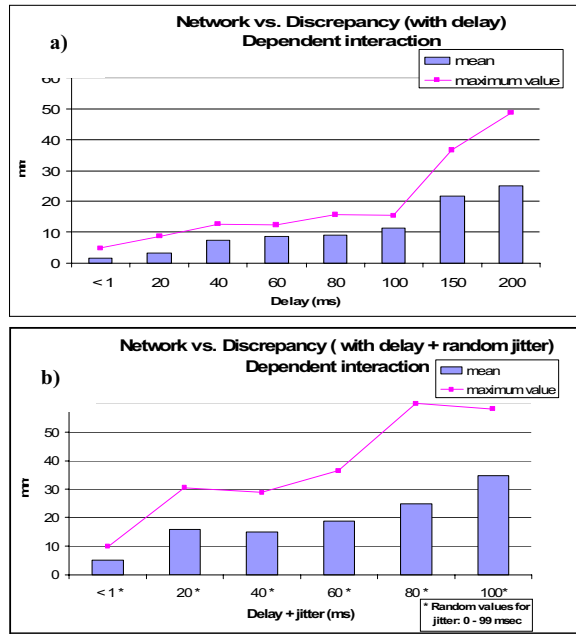 Network vs. Discrepancy (with delay)
a)
Dependent interaction
mean
maximum value
60
50
40
30
20
10
0
< 1 20 40 60 80 100 150 200
Delay (ms)
Network vs. Discrepancy ( with delay + random jitter)
Dependent interaction
b)
mean
maximum value
50
40
30
20
10
0
< 1 * 20 * 40 * 60 * 80 * 100 *
Delay + jitter (ms)
* Random values for
jitter: 0 - 99 msec